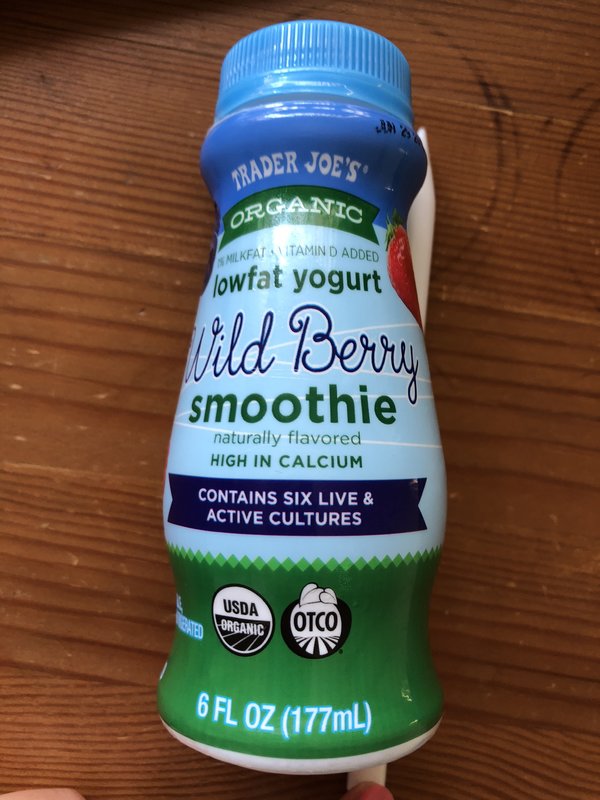 TRADER JOE'S
ORGANIC
1% MILKFAT • VITAMIN D ADDED
lowfat yogurt
Wild Berry
smoothie
naturally flavored
HIGH IN CALCIUM
CONTAINS SIX LIVE &
ACTIVE CULTURES
USDA
ORGANIC
OTCO
6 FL OZ (177mL)